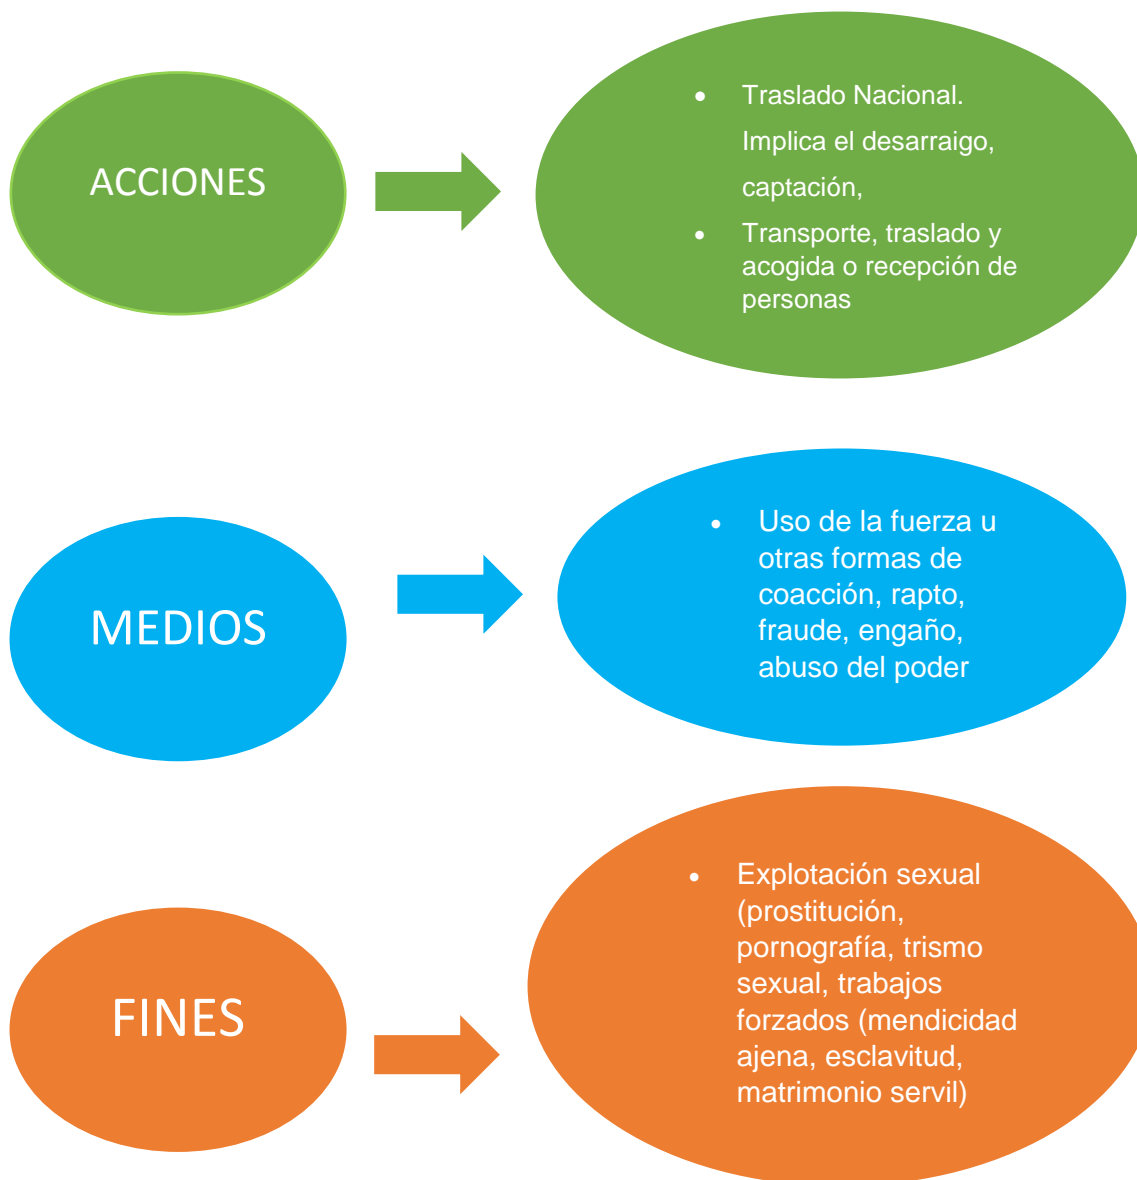 ACCIONES
• Traslado Nacional.
Implica el desarraigo,
captación,
• Transporte, traslado y
acogida o recepción de
personas
MEDIOS
• Uso de la fuerza u
otras formas de
coacción, rapto,
fraude, engaño,
abuso del poder
FINES
• Explotación sexual
(prostitución,
pornografía, trismo
sexual, trabajos
forzados (mendicidad
ajena, esclavitud,
matrimonio servil)